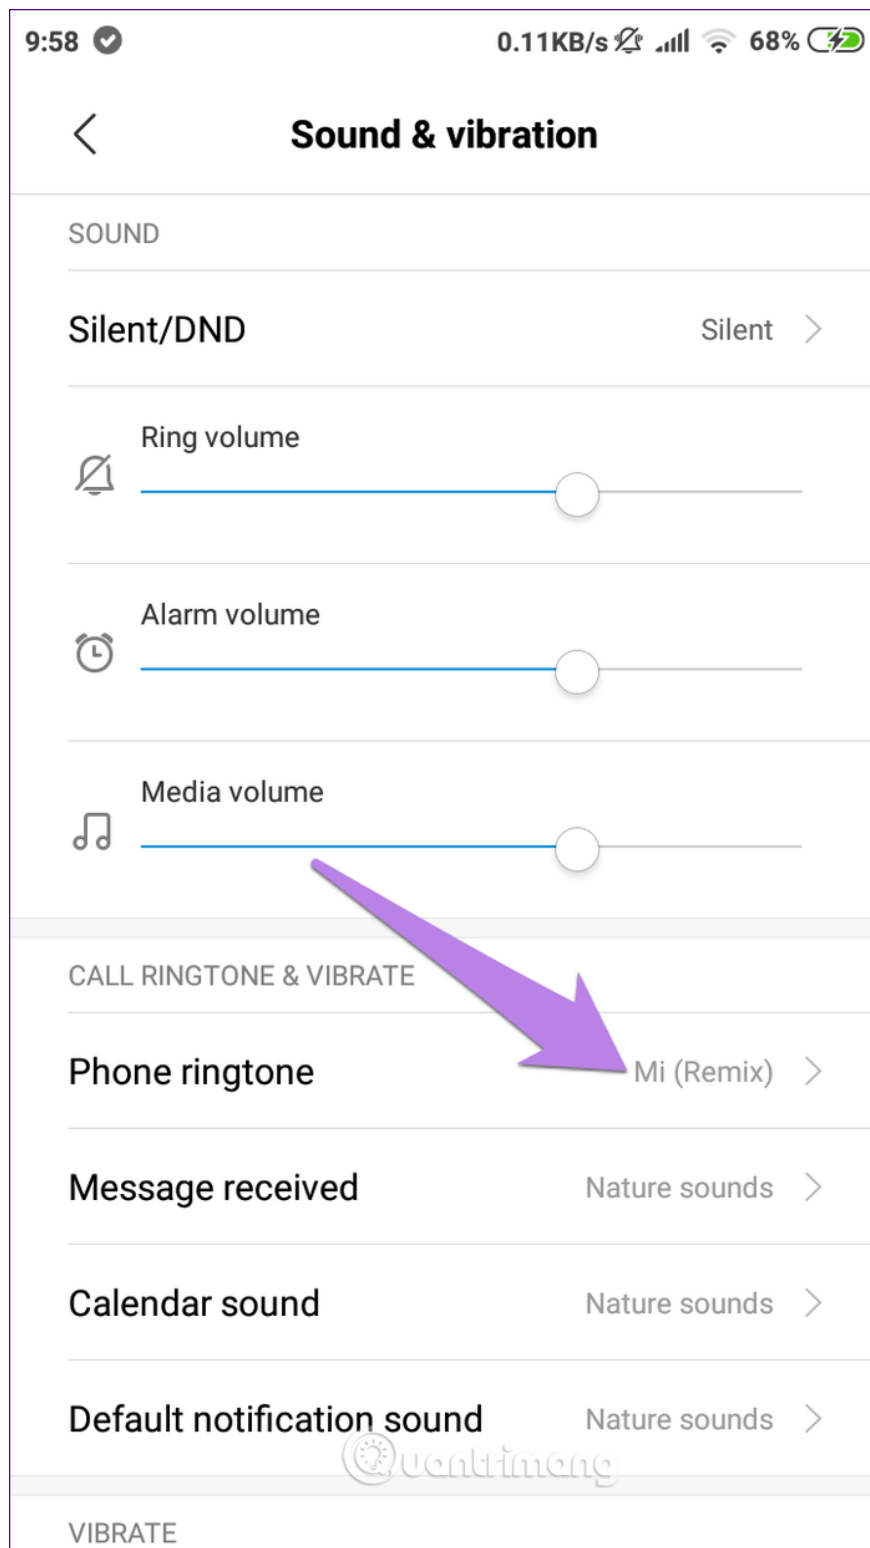 9:58 0.11KB/s 68%
Sound & vibration
SOUND
Silent/DND Silent
Ring volume
Alarm volume
Media volume
CALL RINGTONE & VIBRATE
Phone ringtone Mi (Remix)
Message received Nature sounds
Calendar sound Nature sounds
Default notification sound Nature sounds
Quantrimang
VIBRATE